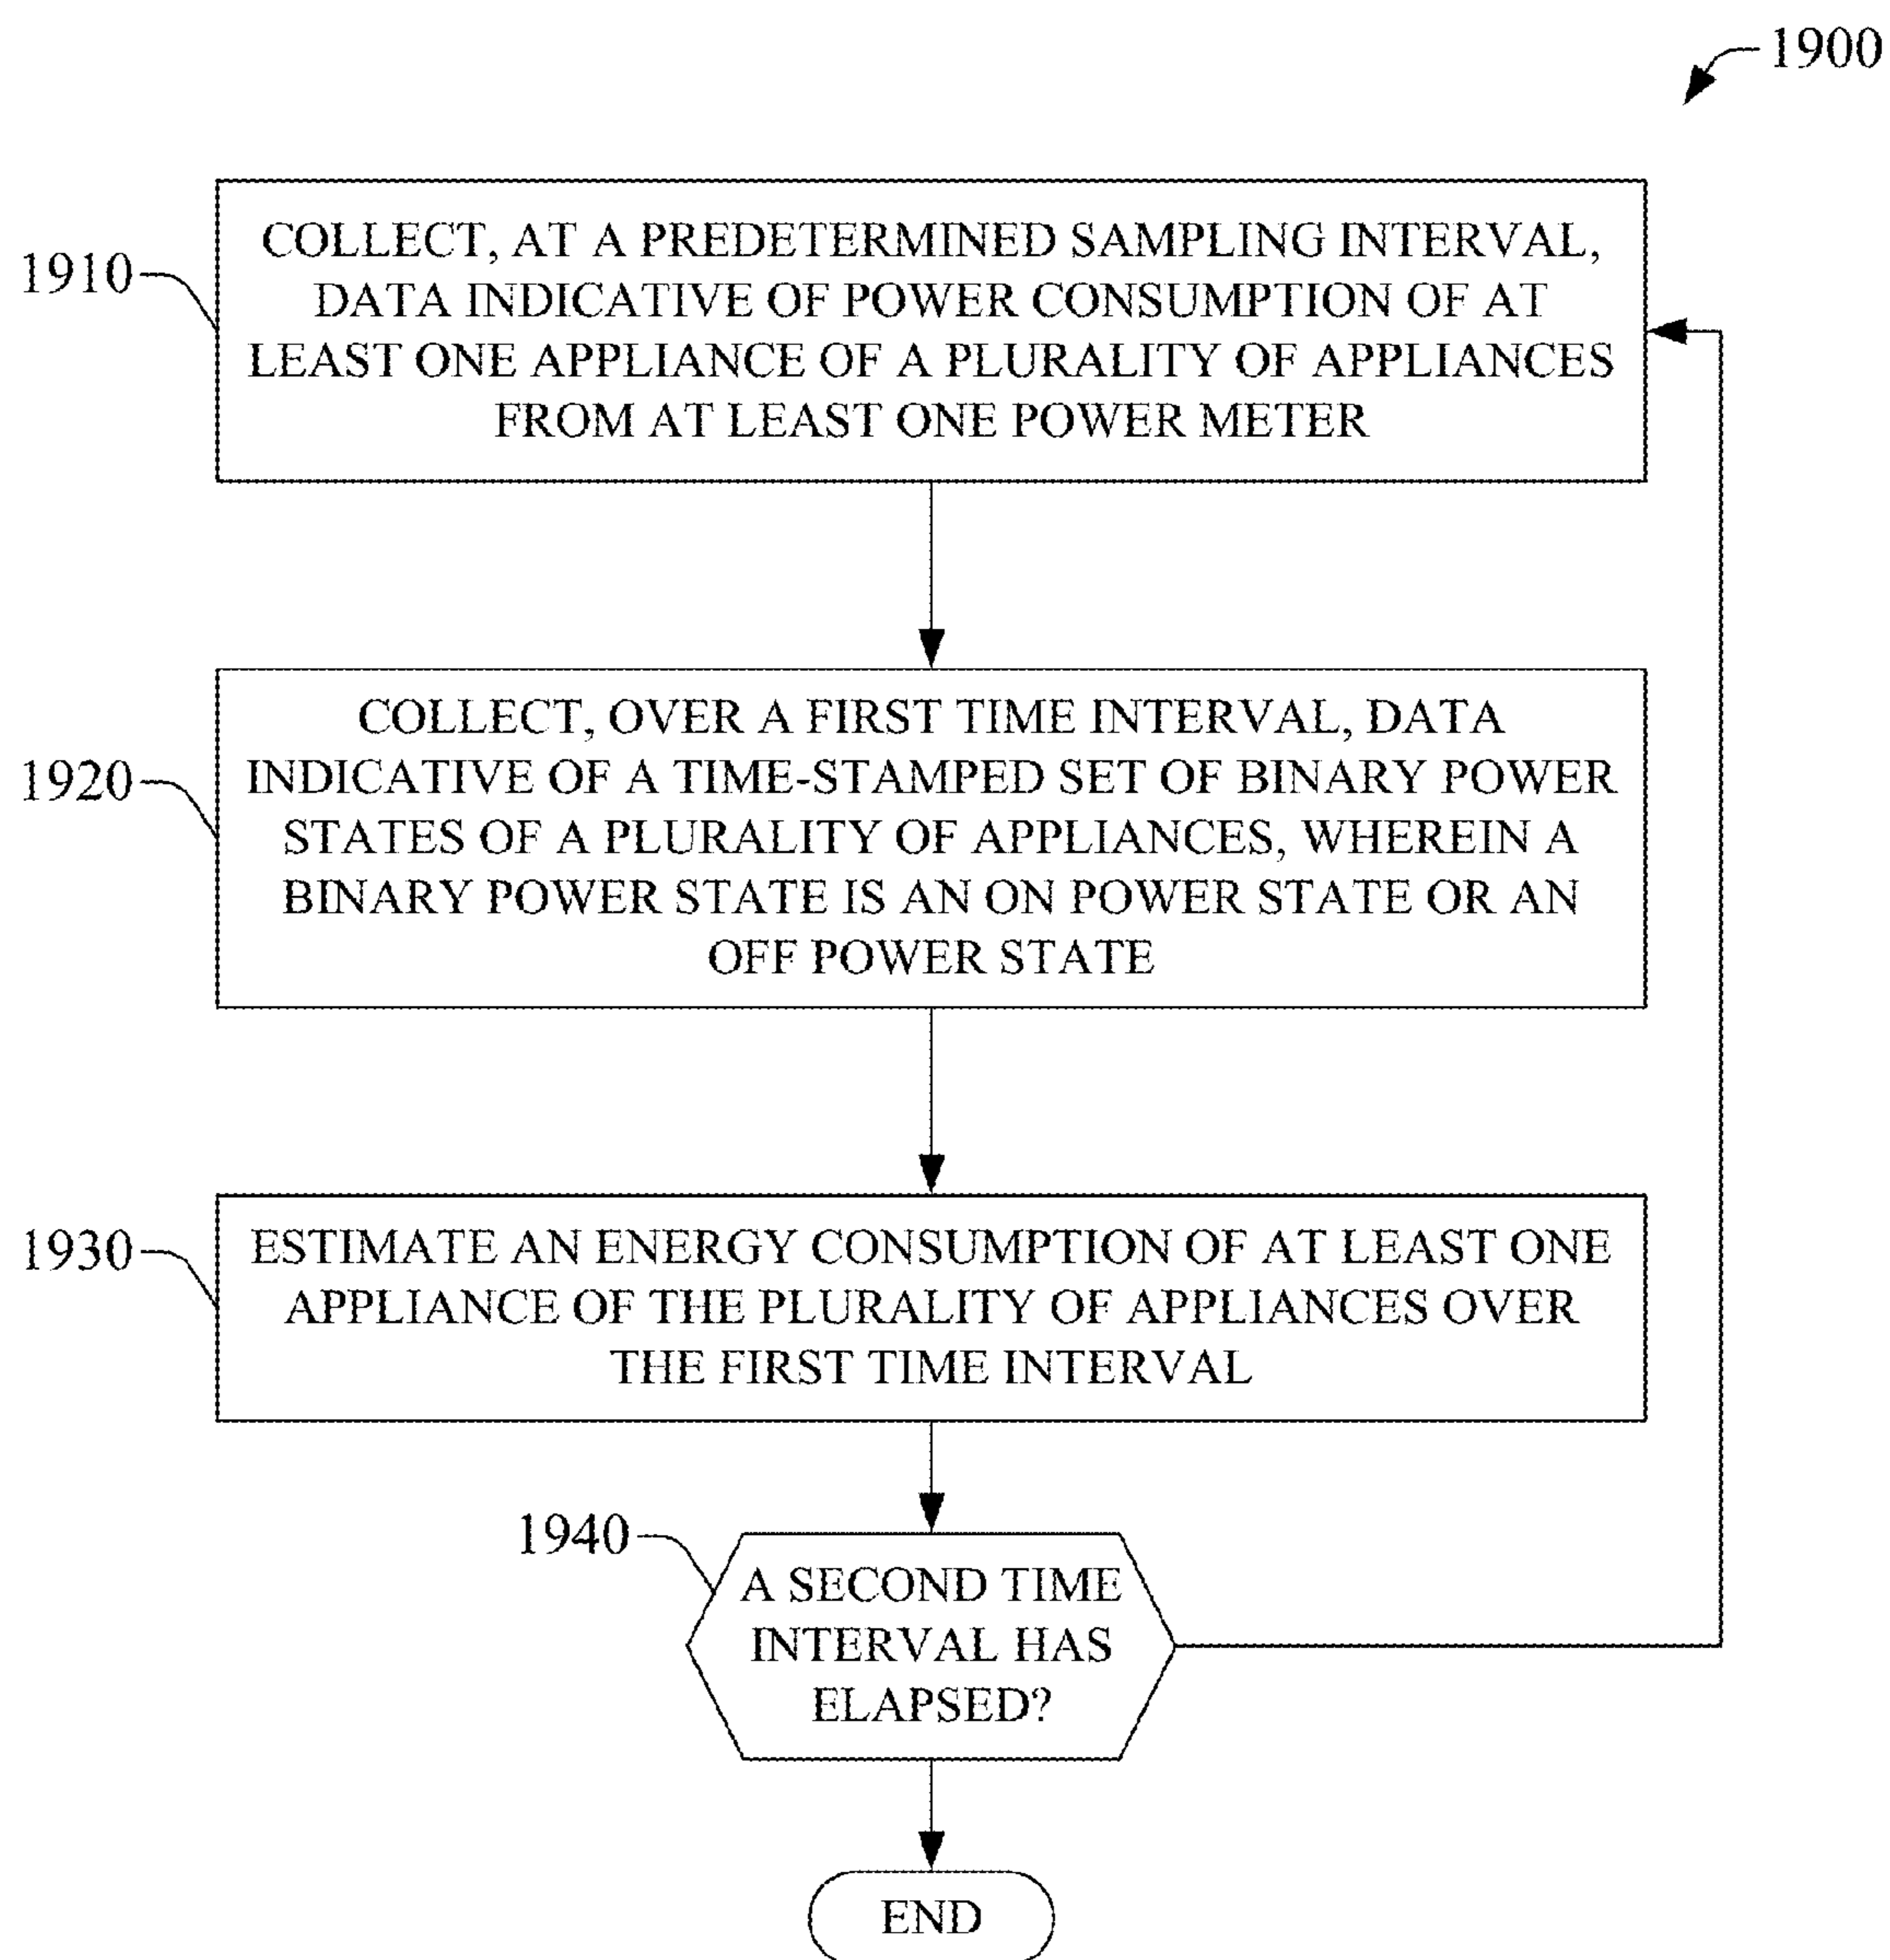 1900
1910
COLLECT, AT A PREDETERMINED SAMPLING INTERVAL,
DATA INDICATIVE OF POWER CONSUMPTION OF AT
LEAST ONE APPLIANCE OF A PLURALITY OF APPLIANCES
FROM AT LEAST ONE POWER METER
1920
COLLECT, OVER A FIRST TIME INTERVAL, DATA
INDICATIVE OF A TIME-STAMPED SET OF BINARY POWER
STATES OF A PLURALITY OF APPLIANCES, WHEREIN A
BINARY POWER STATE IS AN ON POWER STATE OR AN
OFF POWER STATE
1930
ESTIMATE AN ENERGY CONSUMPTION OF AT LEAST ONE
APPLIANCE OF THE PLURALITY OF APPLIANCES OVER
THE FIRST TIME INTERVAL
1940
A SECOND TIME
INTERVAL HAS
ELAPSED?
END